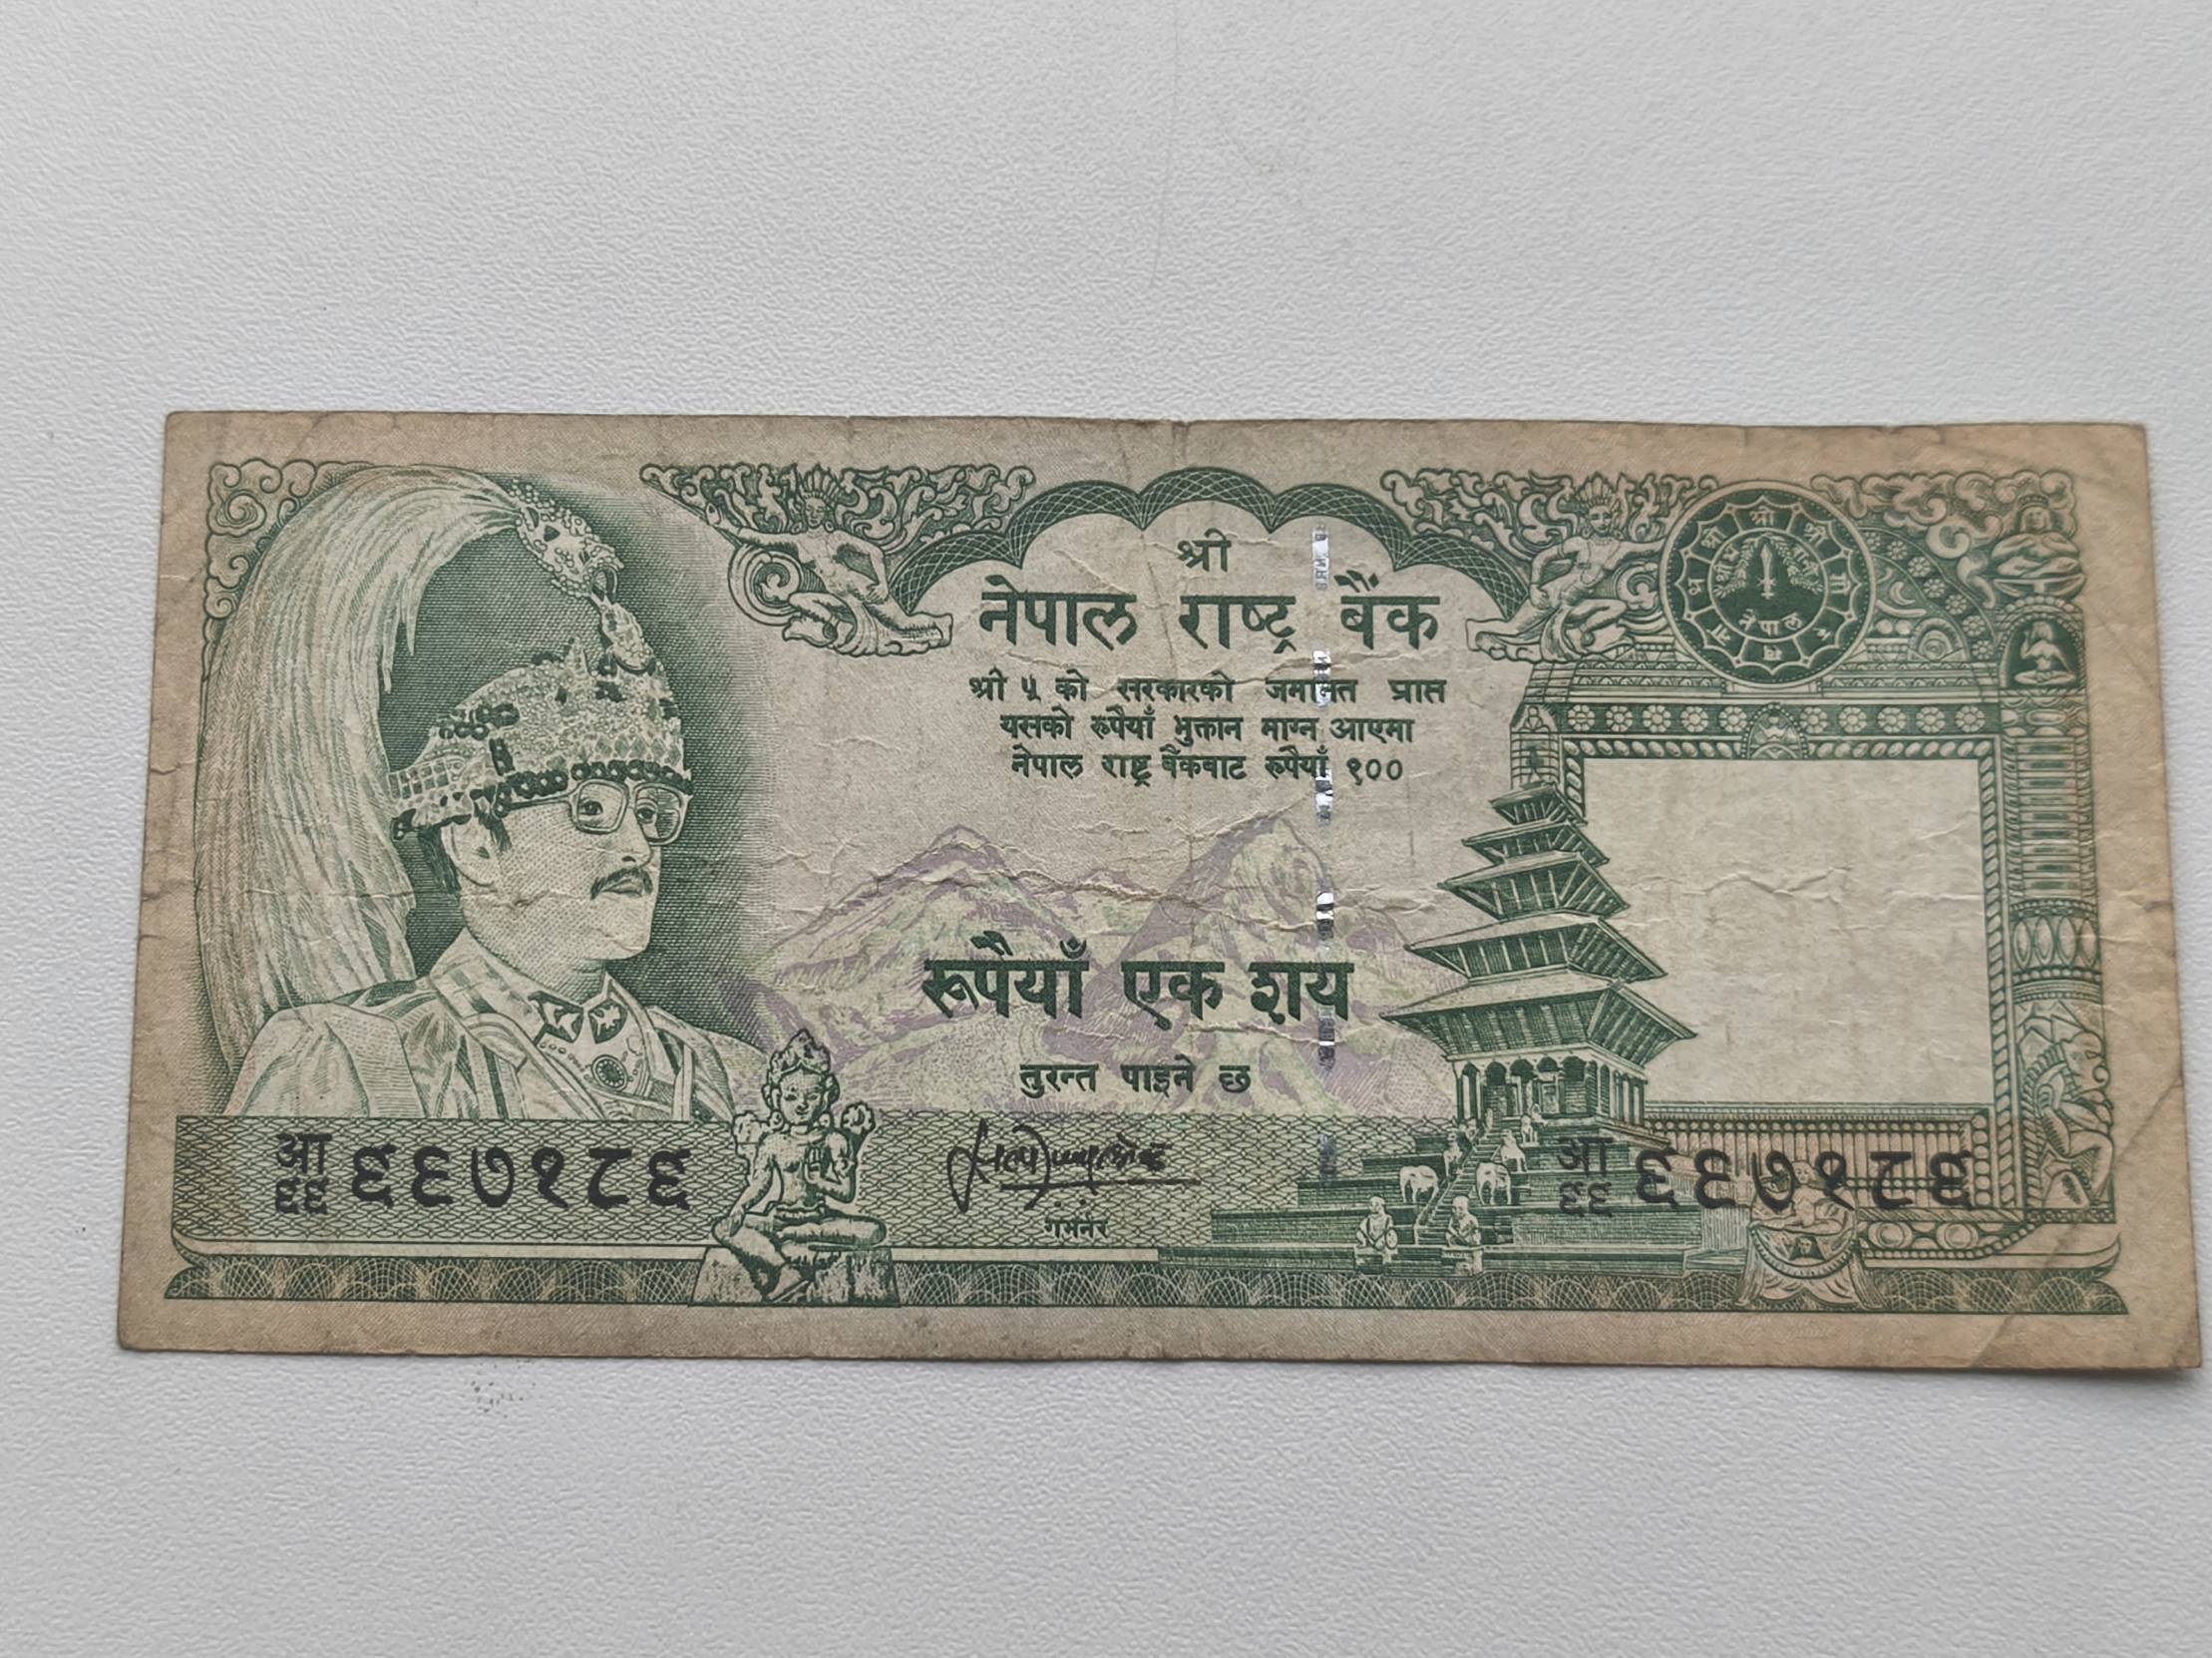 श्री
नेपाल राष्ट्र बैंक
श्री ५ को सरकारको जमानत प्राप्त
यसको रुपैयाँ भुक्तान माग्न आएमा
नेपाल राष्ट्र बैंकबाट रुपैयाँ १००
रूपैयाँ एक शय
तुरन्त पाइने छ
गभर्नर
आ
६६ ६६७१८६
आ
६६ ६६७१८६
नेपाल